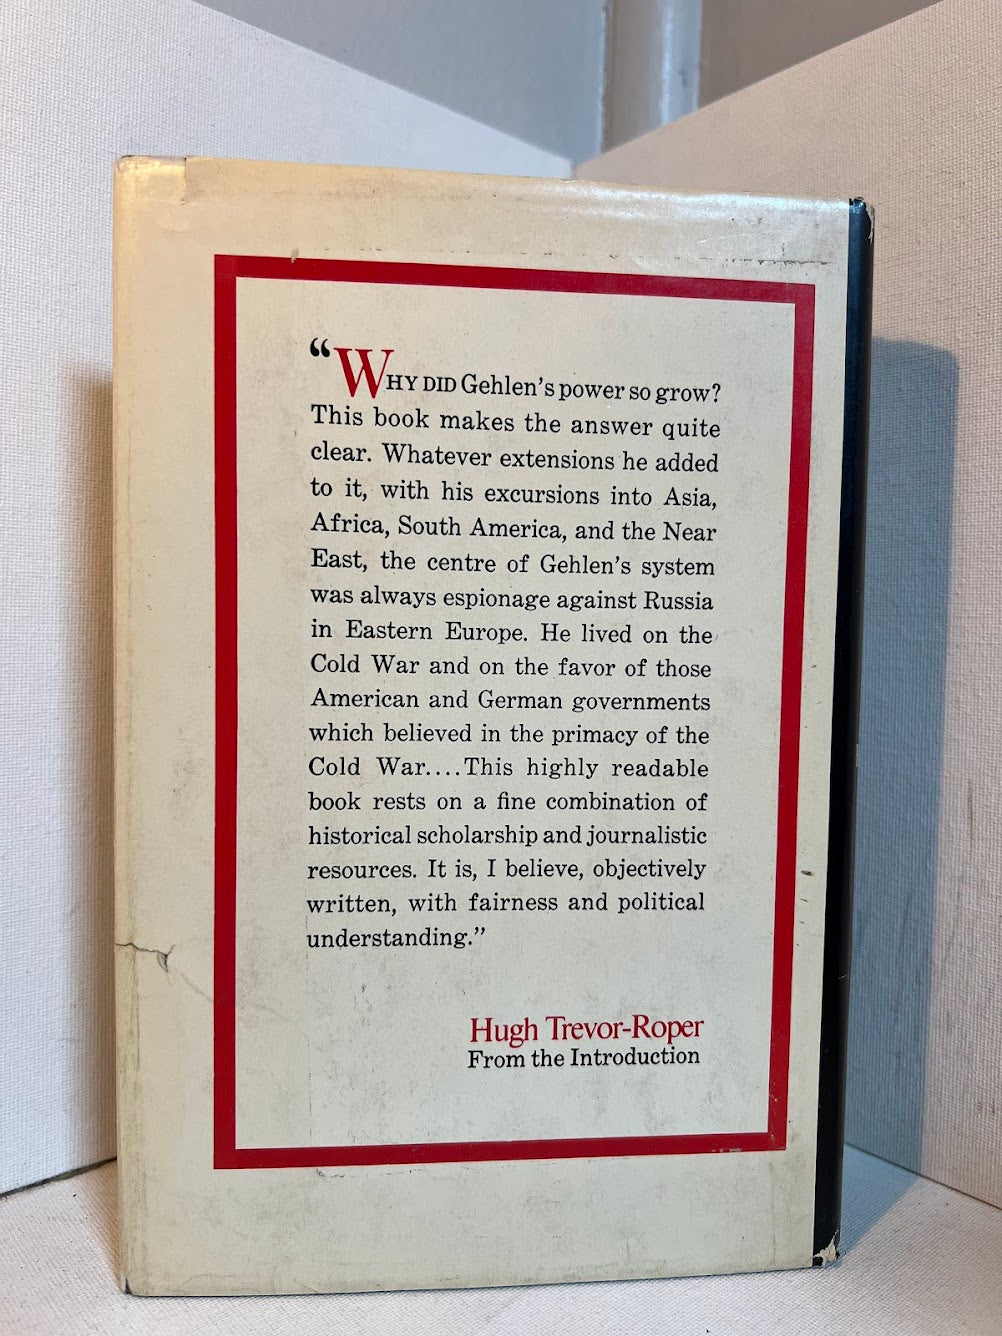 “WHY DID Gehlen’s power so grow?
This book makes the answer quite
clear. Whatever extensions he added
to it, with his excursions into Asia,
Africa, South America, and the Near
East, the centre of Gehlen’s system
was always espionage against Russia
in Eastern Europe. He lived on the
Cold War and on the favor of those
American and German governments
which believed in the primacy of the
Cold War....This highly readable
book rests on a fine combination of
historical scholarship and journalistic
resources. It is, I believe, objectively
written, with fairness and political
understanding.”
Hugh Trevor-Roper
From the Introduction